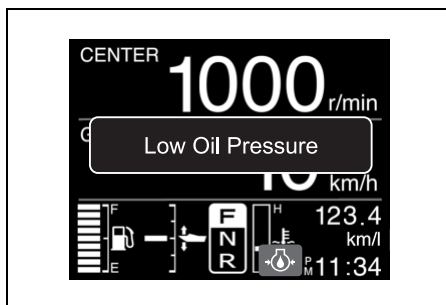 CENTER
1000 r/min
G
Low Oil Pressure
km/h
F
E
F
N
R
H
123.4
km/l
PM 11:34